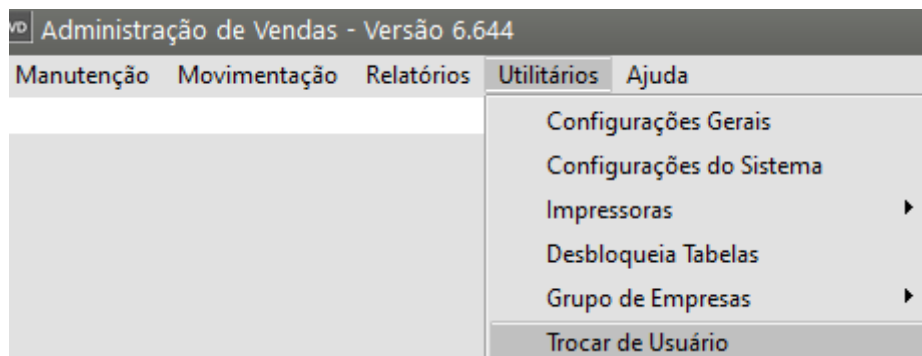 VD Administração de Vendas - Versão 6.644
Manutenção Movimentação Relatórios Utilitários Ajuda
Configurações Gerais
Configurações do Sistema
Impressoras
Desbloqueia Tabelas
Grupo de Empresas
Trocar de Usuário